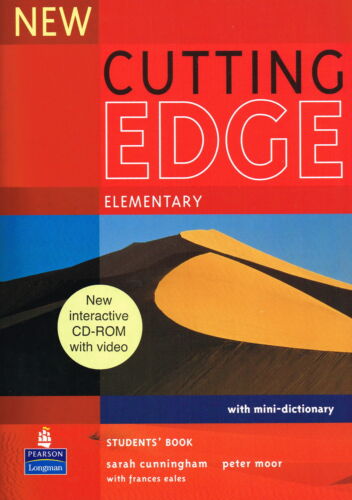 NEW
CUTTING
EDGE
ELEMENTARY
New
interactive
CD-ROM
with video
with mini-dictionary
STUDENTS' BOOK
sarah cunningham peter moor
with frances eales
PEARSON
Longman